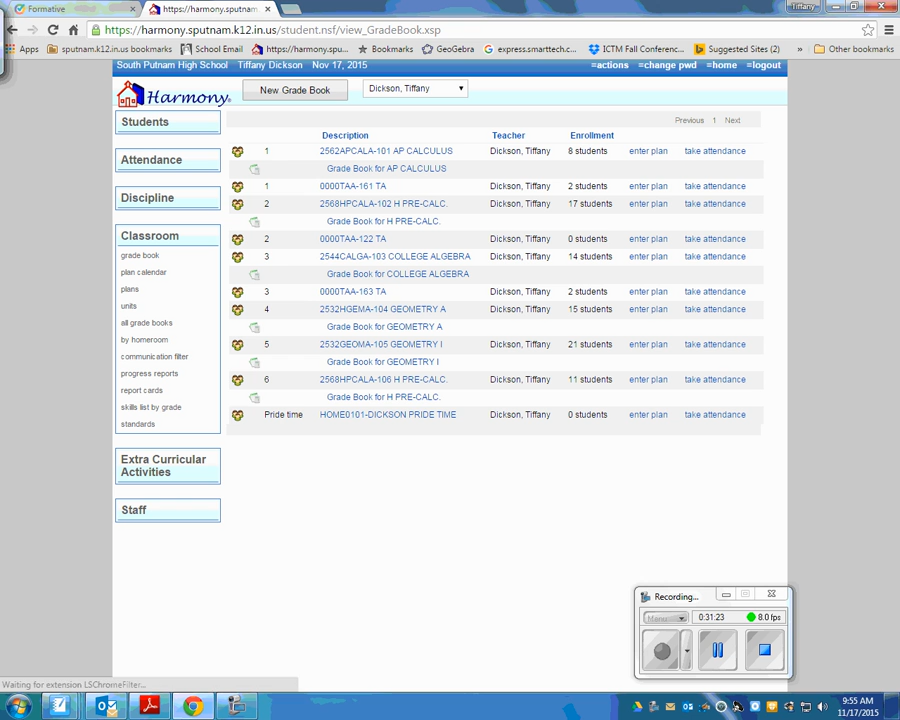 Formative
https://harmony.sputnam.
Tiffany
https://harmony.sputnam.k12.in.us/student.nsf/view_GradeBook.xsp
Apps sputnam.k12.in.us bookmarks School Email https://harmony.spu... Bookmarks GeoGebra express.smarttech.c... ICTM Fall Conferenc... Suggested Sites (2) » Other bookmarks
South Putnam High School Tiffany Dickson Nov 17, 2015 =actions =change pwd =home =logout
Harmony. New Grade Book Dickson, Tiffany
Students
Attendance
Discipline
Classroom
grade book
plan calendar
plans
units
all grade books
by homeroom
communication filter
progress reports
report cards
skills list by grade
standards
Extra Curricular
Activities
Staff
Previous 1 Next
Description Teacher Enrollment
1 2562APCALA-101 AP CALCULUS Dickson, Tiffany 8 students enter plan take attendance
Grade Book for AP CALCULUS
1 0000TAA-161 TA Dickson, Tiffany 2 students enter plan take attendance
2 2568HPCALA-102 H PRE-CALC. Dickson, Tiffany 17 students enter plan take attendance
Grade Book for H PRE-CALC.
2 0000TAA-122 TA Dickson, Tiffany 0 students enter plan take attendance
3 2544CALGA-103 COLLEGE ALGEBRA Dickson, Tiffany 14 students enter plan take attendance
Grade Book for COLLEGE ALGEBRA
3 0000TAA-163 TA Dickson, Tiffany 2 students enter plan take attendance
4 2532HGEMA-104 GEOMETRY A Dickson, Tiffany 15 students enter plan take attendance
Grade Book for GEOMETRY A
5 2532GEOMA-105 GEOMETRY I Dickson, Tiffany 21 students enter plan take attendance
Grade Book for GEOMETRY I
6 2568HPCALA-106 H PRE-CALC. Dickson, Tiffany 11 students enter plan take attendance
Grade Book for H PRE-CALC.
Pride time HOME0101-DICKSON PRIDE TIME Dickson, Tiffany 0 students enter plan take attendance
Recording...
Menu 0:31:23 8.0 fps
Waiting for extension LSChromeFilter...
9:55 AM
11/17/2015